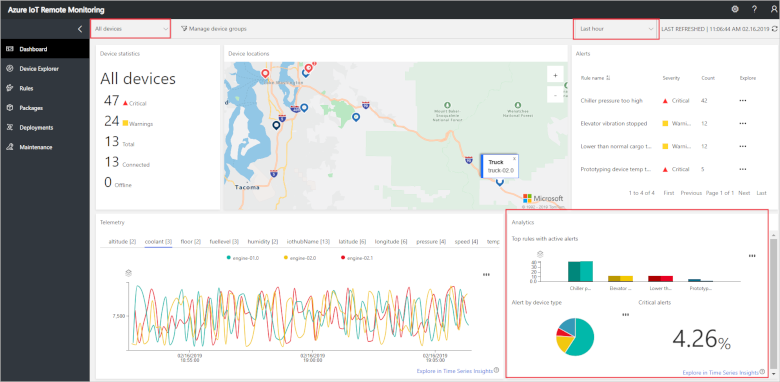 Azure IoT Remote Monitoring
All devices
Manage device groups
Last hour
LAST REFRESHED | 11:06:44 AM 02.16.2019
Dashboard
Device Explorer
Rules
Packages
Deployments
Maintenance
Device statistics
All devices
47 Critical
24 Warnings
13 Total
13 Connected
0 Offline
Device locations
Tacoma
Truck
truck-02.0
Microsoft
Alerts
Rule name Severity Count Explore
Chiller pressure too high Critical 42
Elevator vibration stopped Warni... 12
Lower than normal cargo t... Warni... 12
Prototyping device temp t... Critical 5
1 to 4 of 4 First Previous Page 1 of 1 Next Last
Telemetry
altitude [2] coolant [3] floor [2] fuellevel [3] humidity [2] iothubName [13] latitude [6] longitude [6] pressure [4] speed [4] temp
engine-01.0 engine-02.0 engine-02.1
7,500
02/16/2019
18:55:00
02/16/2019
19:00:00
02/16/2019
19:05:00
Explore in Time Series Insights
Analytics
Top rules with active alerts
40
30
20
10
0
Chiller p... Elevator ... Lower th... Prototyp...
Alert by device type
Critical alerts
4.26%
Explore in Time Series Insights